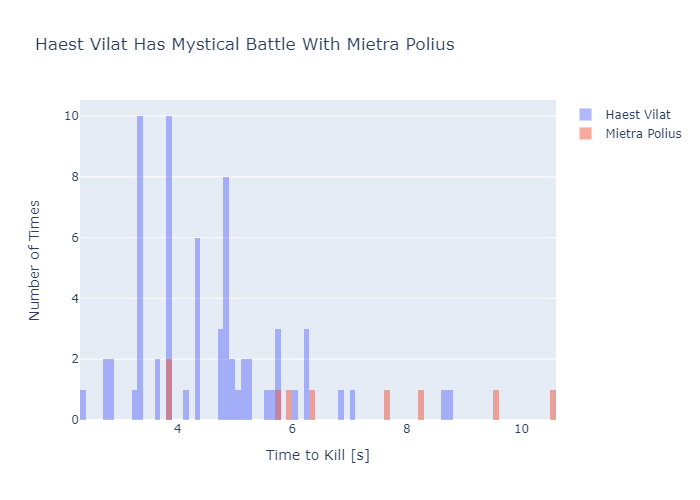 Haest Vilat Has Mystical Battle With Mietra Polius
Haest Vilat
Mietra Polius
10
8
6
4
2
0
Number of Times
4
6
8
10
Time to Kill [s]